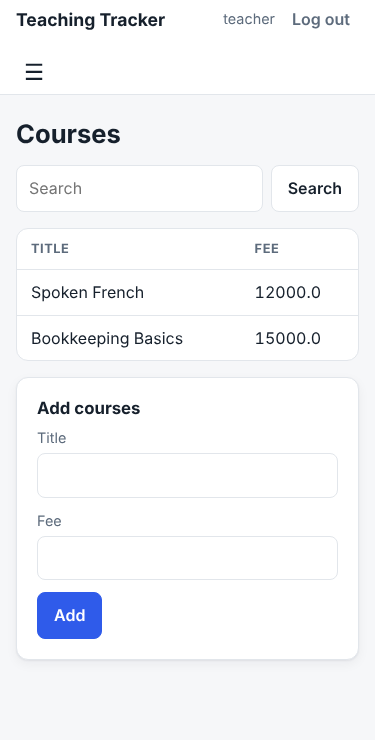 Teaching Tracker teacher Log out
☰
Courses
Search Search
TITLE FEE
Spoken French 12000.0
Bookkeeping Basics 15000.0
Add courses
Title
Fee
Add